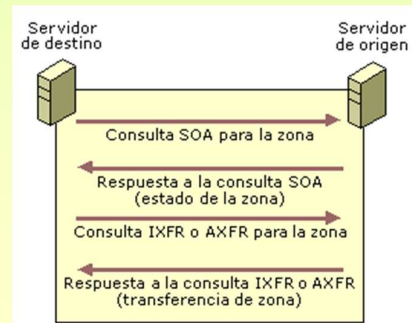 Servidor
de destino
Servidor
de origen
Consulta SOA para la zona
Respuesta a la consulta SOA
(estado de la zona)
Consulta IXFR o AXFR para la zona
Respuesta a la consulta IXFR o AXFR
(transferencia de zona)